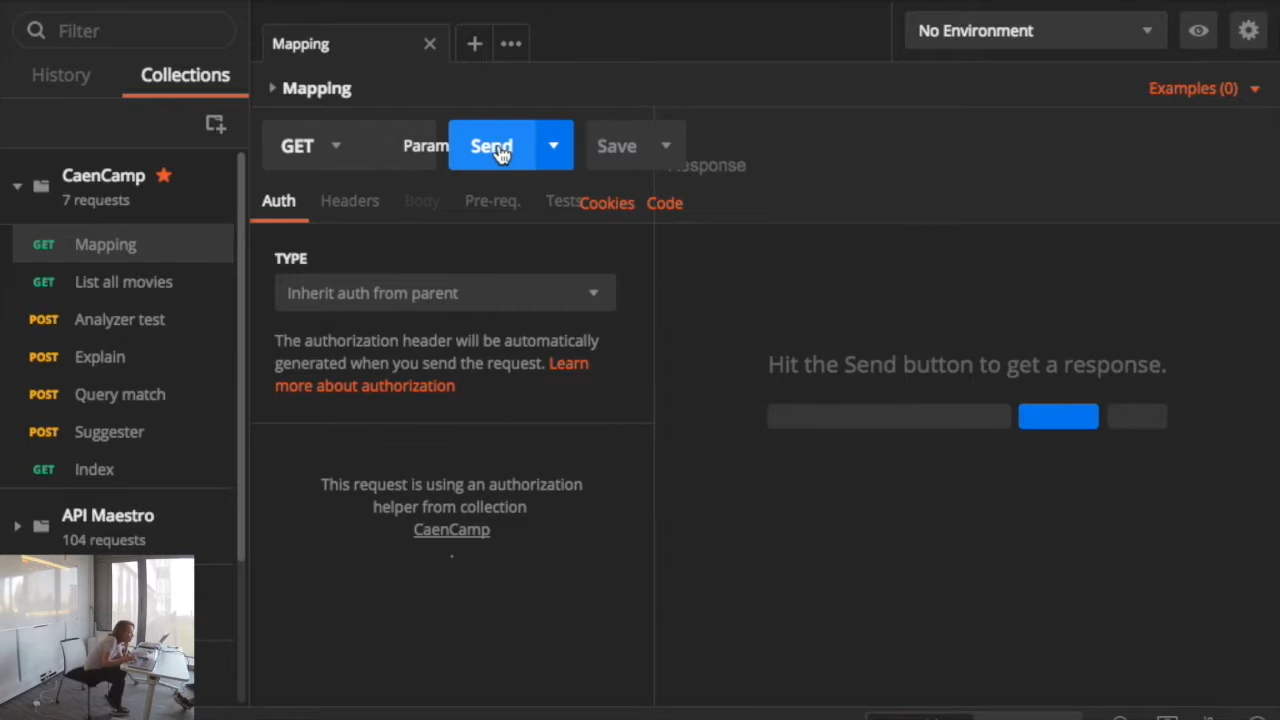 Filter
History
Collections
CaenCamp
7 requests
GET Mapping
GET List all movies
POST Analyzer test
POST Explain
POST Query match
POST Suggester
GET Index
API Maestro
104 requests
Mapping
No Environment
Mapping
Examples (0)
GET
Param
Send
Save
Response
Auth
Headers
Body
Pre-req.
Tests
Cookies
Code
TYPE
Inherit auth from parent
The authorization header will be automatically
generated when you send the request. Learn
more about authorization
This request is using an authorization
helper from collection
CaenCamp
.
Hit the Send button to get a response.